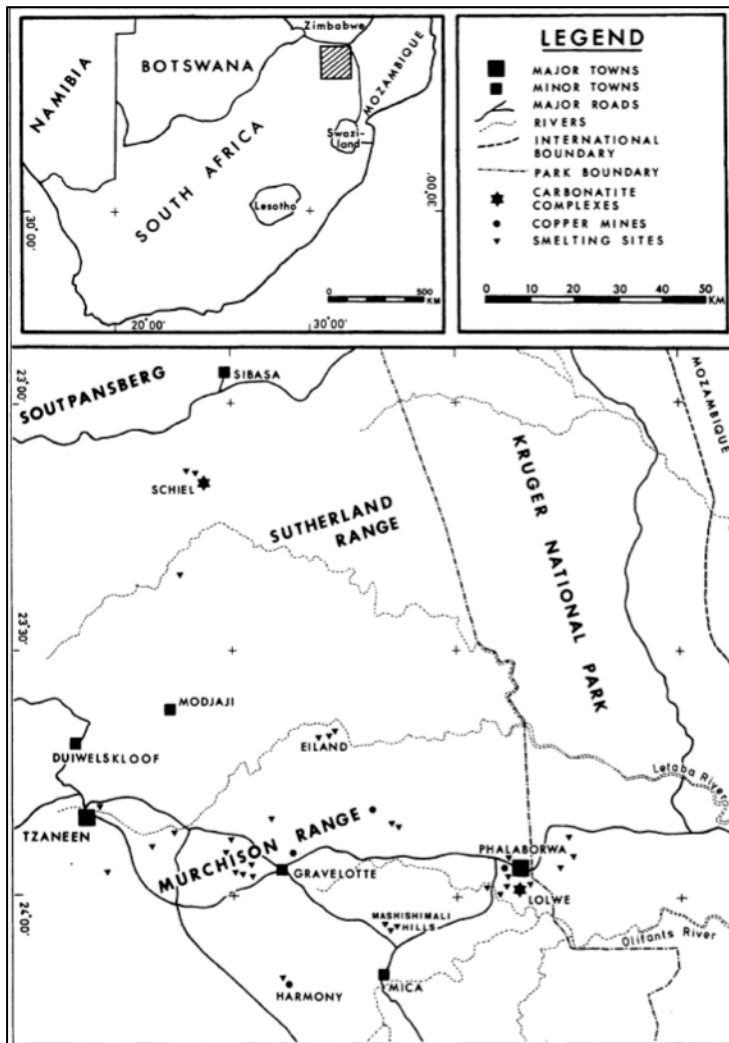 Zimbabwe
BOTSWANA
NAMIBIA
MOZAMBIQUE
SOUTH AFRICA
Swazi-
land
Lesotho
30°00'
30°00'
0 500
KM
20°00'
30°00'
LEGEND
MAJOR TOWNS
MINOR TOWNS
MAJOR ROADS
RIVERS
INTERNATIONAL
BOUNDARY
PARK BOUNDARY
CARBONATITE
COMPLEXES
COPPER MINES
SMELTING SITES
0 10 20 30 40 50
KM
SOUTPANSBERG
SIBASA
23°00'
MOZAMBIQUE
SCHIEL
SUTHERLAND
RANGE
KRUGER NATIONAL PARK
23°30'
MODJAJI
DUIWELSKLOOF
EILAND
Letaba River
TZANEEN
MURCHISON RANGE
PHALABORWA
GRAVELOTTE
LOLWE
24°00'
MASHISHIMALI
HILLS
Olifants River
HARMONY
MICA